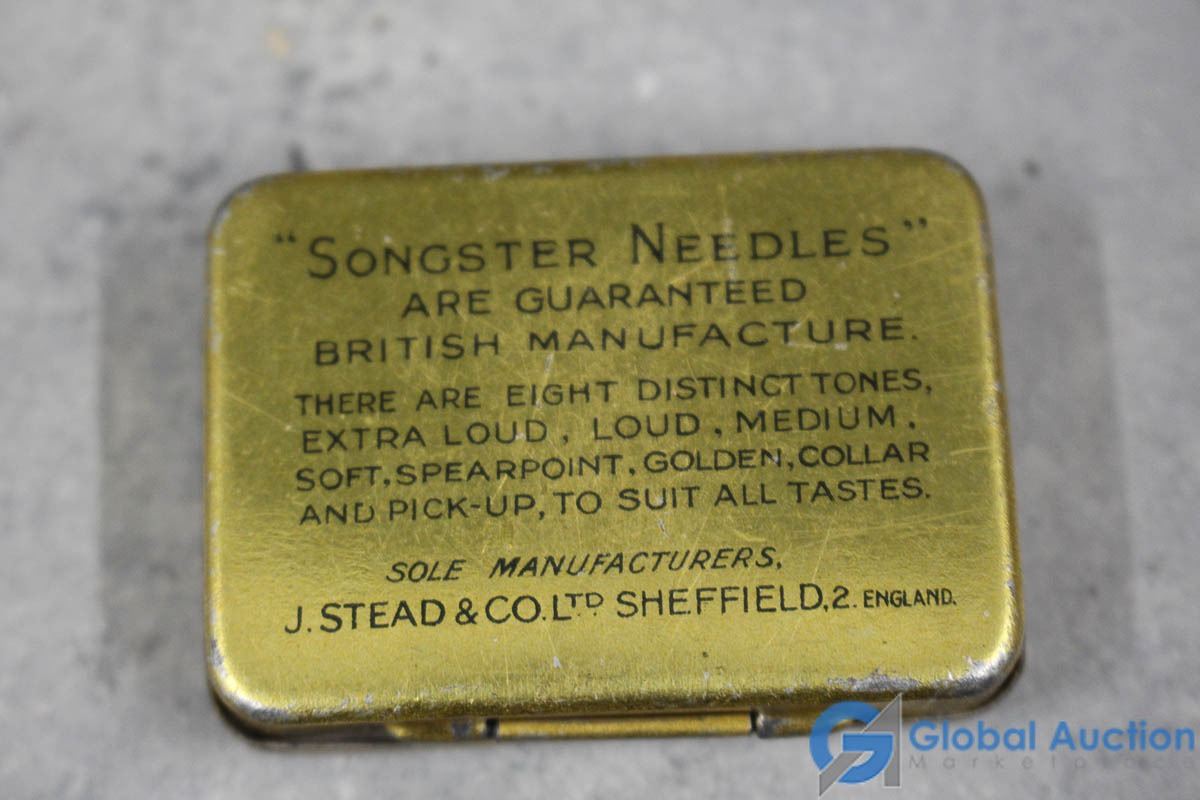 "SONGSTER NEEDLES"
ARE GUARANTEED
BRITISH MANUFACTURE.
THERE ARE EIGHT DISTINCT TONES,
EXTRA LOUD, LOUD, MEDIUM,
SOFT, SPEARPOINT, GOLDEN, COLLAR
AND PICK-UP, TO SUIT ALL TASTES.
SOLE MANUFACTURERS,
J. STEAD & CO. LTD SHEFFIELD, 2. ENGLAND.
Global Auction
Marketplace